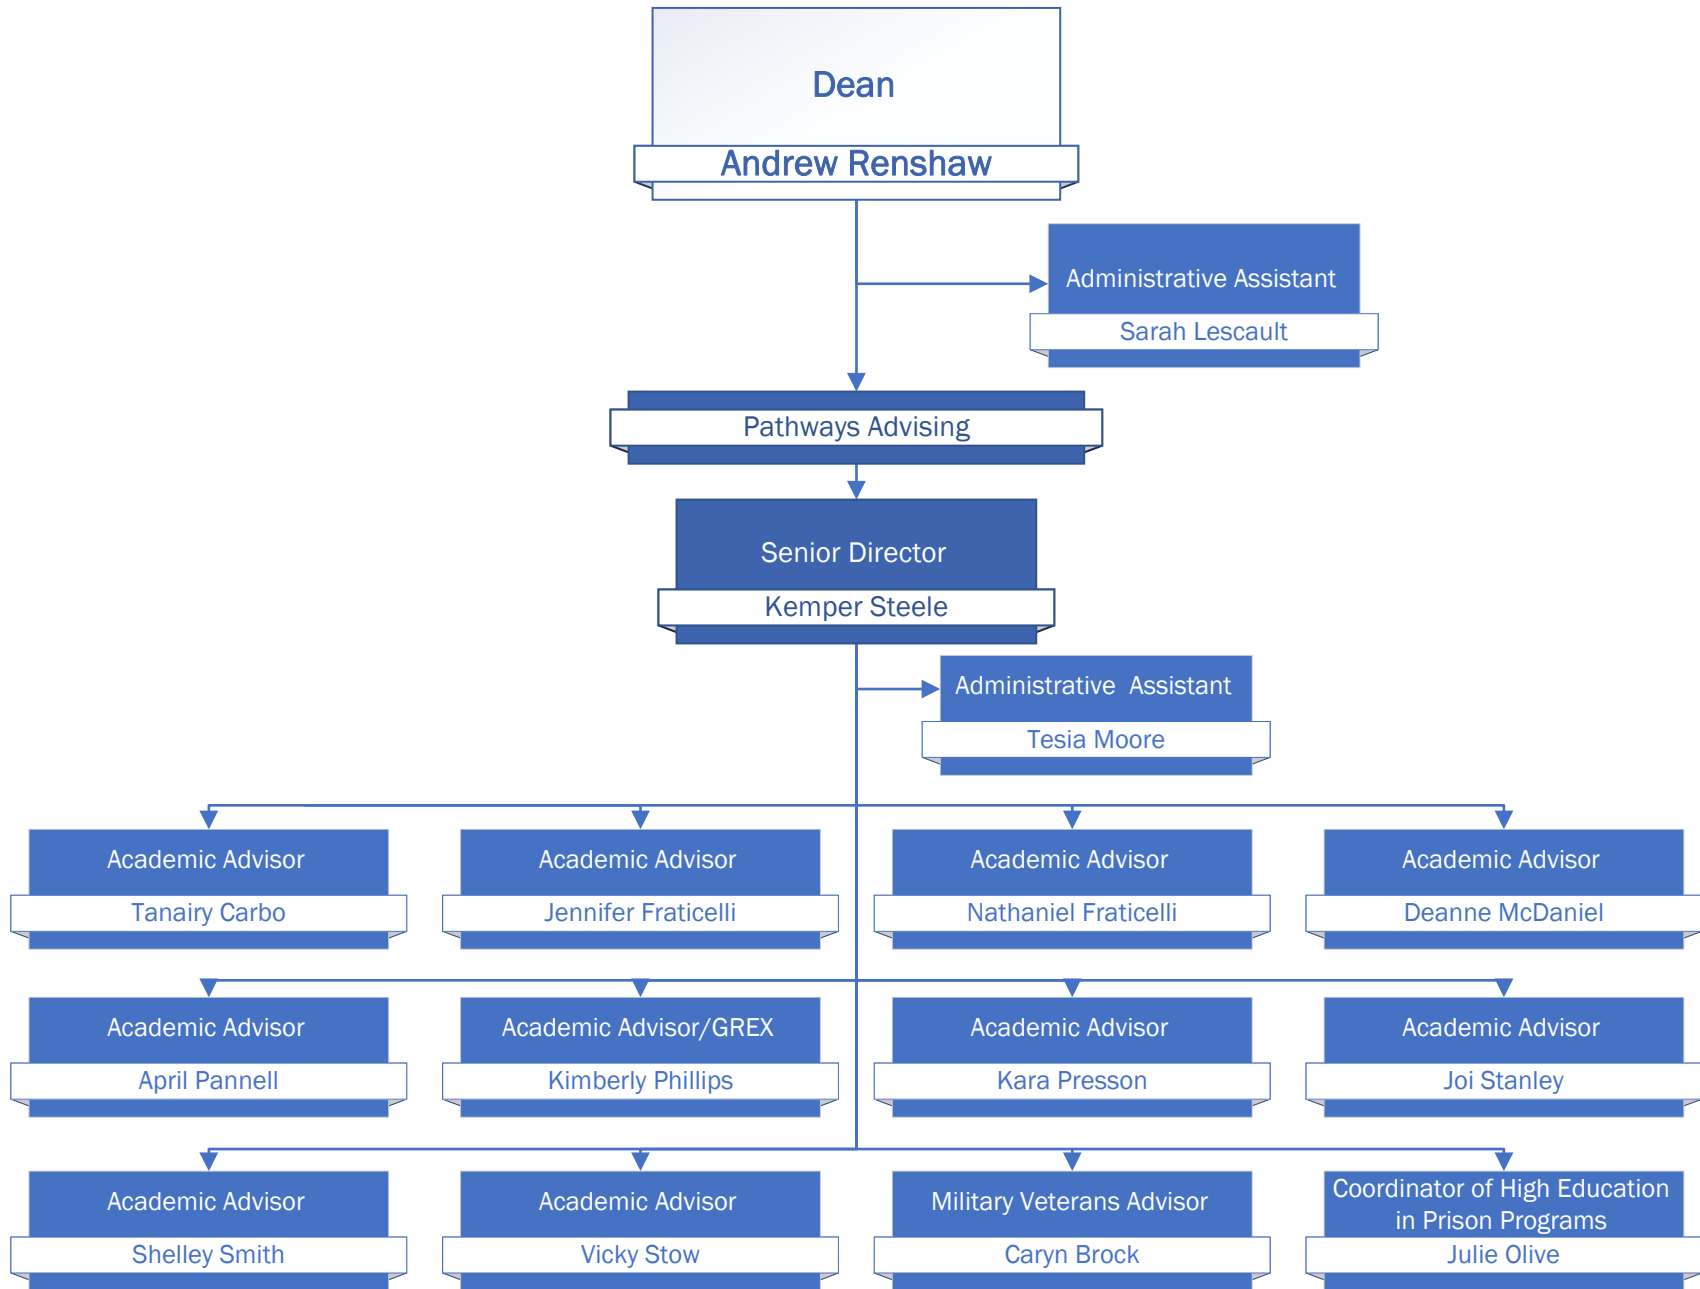 Dean
Andrew Renshaw
Administrative Assistant
Sarah Lescault
Pathways Advising
Senior Director
Kemper Steele
Administrative  Assistant
Tesia Moore
Academic Advisor
Tanairy Carbo
Academic Advisor
Jennifer Fraticelli
Academic Advisor
Nathaniel Fraticelli
Academic Advisor
Deanne McDaniel
Academic Advisor
April Pannell
Academic Advisor/GREX
Kimberly Phillips
Academic Advisor
Kara Presson
Academic Advisor
Joi Stanley
Academic Advisor
Shelley Smith
Academic Advisor
Vicky Stow
Military Veterans Advisor
Caryn Brock
Coordinator of High Education
in Prison Programs
Julie Olive